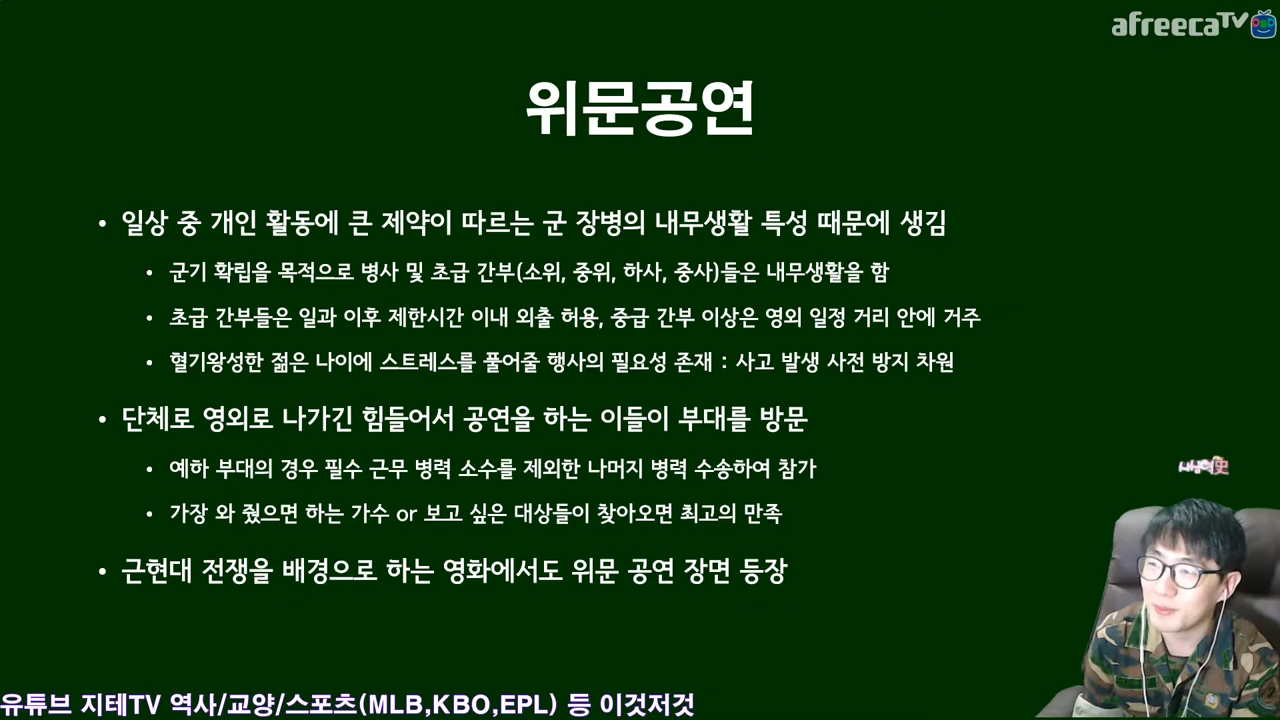 afreecaTV
위문공연
• 일상 중 개인 활동에 큰 제약이 따르는 군 장병의 내무생활 특성 때문에 생김
• 군기 확립을 목적으로 병사 및 초급 간부(소위, 중위, 하사, 중사)들은 내무생활을 함
• 초급 간부들은 일과 이후 제한시간 이내 외출 허용, 중급 간부 이상은 영외 일정 거리 안에 거주
• 혈기왕성한 젊은 나이에 스트레스를 풀어줄 행사의 필요성 존재 : 사고 발생 사전 방지 차원
• 단체로 영외로 나가긴 힘들어서 공연을 하는 이들이 부대를 방문
• 예하 부대의 경우 필수 근무 병력 소수를 제외한 나머지 병력 수송하여 참가
• 가장 와 줬으면 하는 가수 or 보고 싶은 대상들이 찾아오면 최고의 만족
• 근현대 전쟁을 배경으로 하는 영화에서도 위문 공연 장면 등장
유튜브 지테TV 역사/교양/스포츠(MLB,KBO,EPL) 등 이것저것